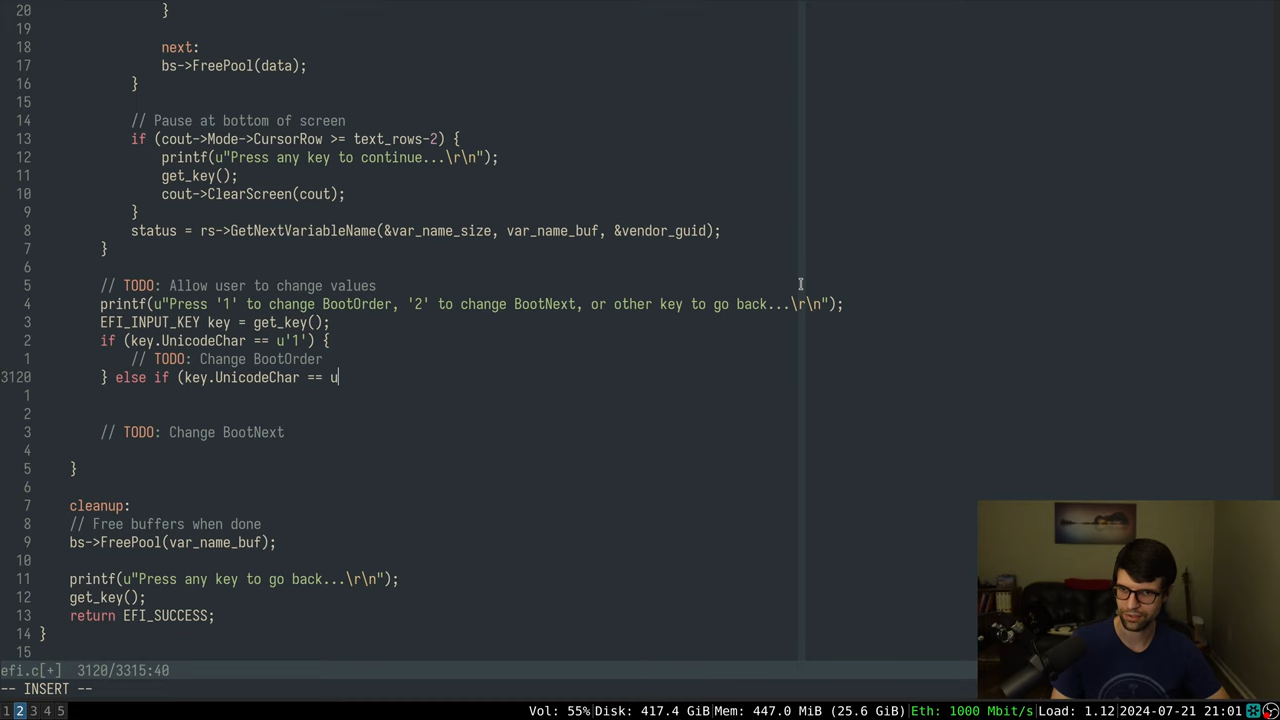 20 }
19
18 next:
17 bs->FreePool(data);
16 }
15
14 // Pause at bottom of screen
13 if (cout->Mode->CursorRow >= text_rows-2) {
12 printf(u"Press any key to continue...\r\n");
11 get_key();
10 cout->ClearScreen(cout);
9 }
8 status = rs->GetNextVariableName(&var_name_size, var_name_buf, &vendor_guid);
7 }
6
5 // TODO: Allow user to change values
4 printf(u"Press '1' to change BootOrder, '2' to change BootNext, or other key to go back...\r\n");
3 EFI_INPUT_KEY key = get_key();
2 if (key.UnicodeChar == u'1') {
1 // TODO: Change BootOrder
3120 } else if (key.UnicodeChar == u
1
2
3 // TODO: Change BootNext
4
5 }
6
7 cleanup:
8 // Free buffers when done
9 bs->FreePool(var_name_buf);
10
11 printf(u"Press any key to go back...\r\n");
12 get_key();
13 return EFI_SUCCESS;
14 }
15
efi.c[+] 3120/3315:40
-- INSERT --
1 2 3 4 5 Vol: 55% Disk: 417.4 GiB Mem: 447.0 MiB (25.6 GiB) Eth: 1000 Mbit/s Load: 1.12 2024-07-21 21:01